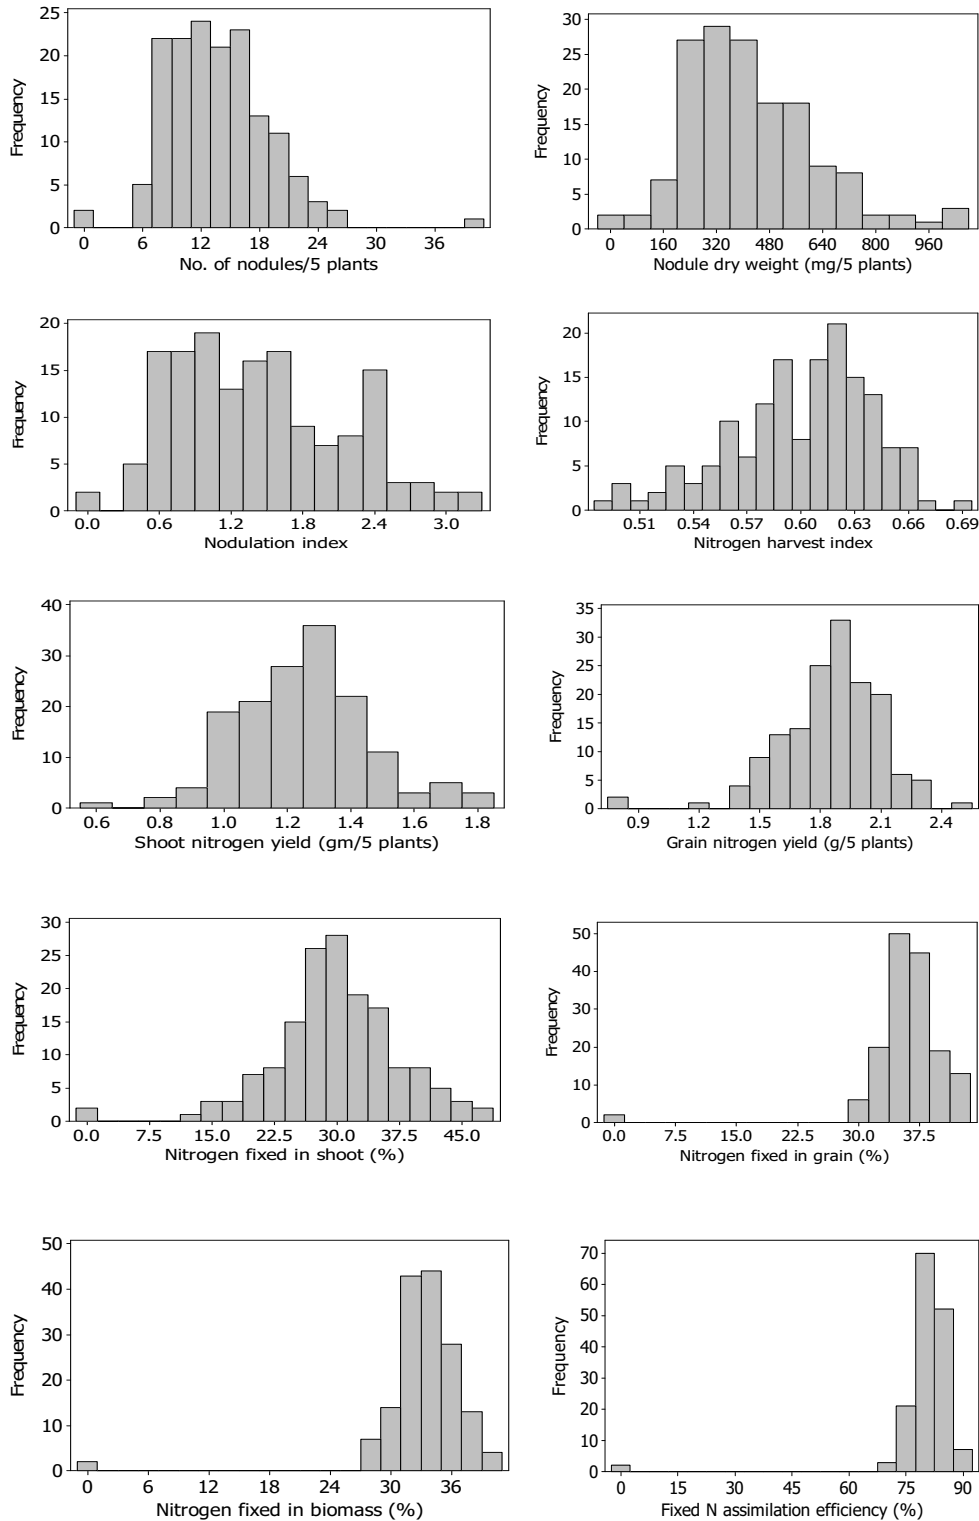 25
20
15
10
5
0
Frequency
0 6 12 18 24 30 36
No. of nodules/5 plants
30
25
20
15
10
5
0
Frequency
0 160 320 480 640 800 960
Nodule dry weight (mg/5 plants)
20
15
10
5
0
Frequency
0.0 0.6 1.2 1.8 2.4 3.0
Nodulation index
20
15
10
5
0
Frequency
0.51 0.54 0.57 0.60 0.63 0.66 0.69
Nitrogen harvest index
40
30
20
10
0
Frequency
0.6 0.8 1.0 1.2 1.4 1.6 1.8
Shoot nitrogen yield (gm/5 plants)
35
30
25
20
15
10
5
0
Frequency
0.9 1.2 1.5 1.8 2.1 2.4
Grain nitrogen yield (g/5 plants)
30
25
20
15
10
5
0
Frequency
0.0 7.5 15.0 22.5 30.0 37.5 45.0
Nitrogen fixed in shoot (%)
50
40
30
20
10
0
Frequency
0.0 7.5 15.0 22.5 30.0 37.5
Nitrogen fixed in grain (%)
50
40
30
20
10
0
Frequency
0 6 12 18 24 30 36
Nitrogen fixed in biomass (%)
70
60
50
40
30
20
10
0
Frequency
0 15 30 45 60 75 90
Fixed N assimilation efficiency (%)